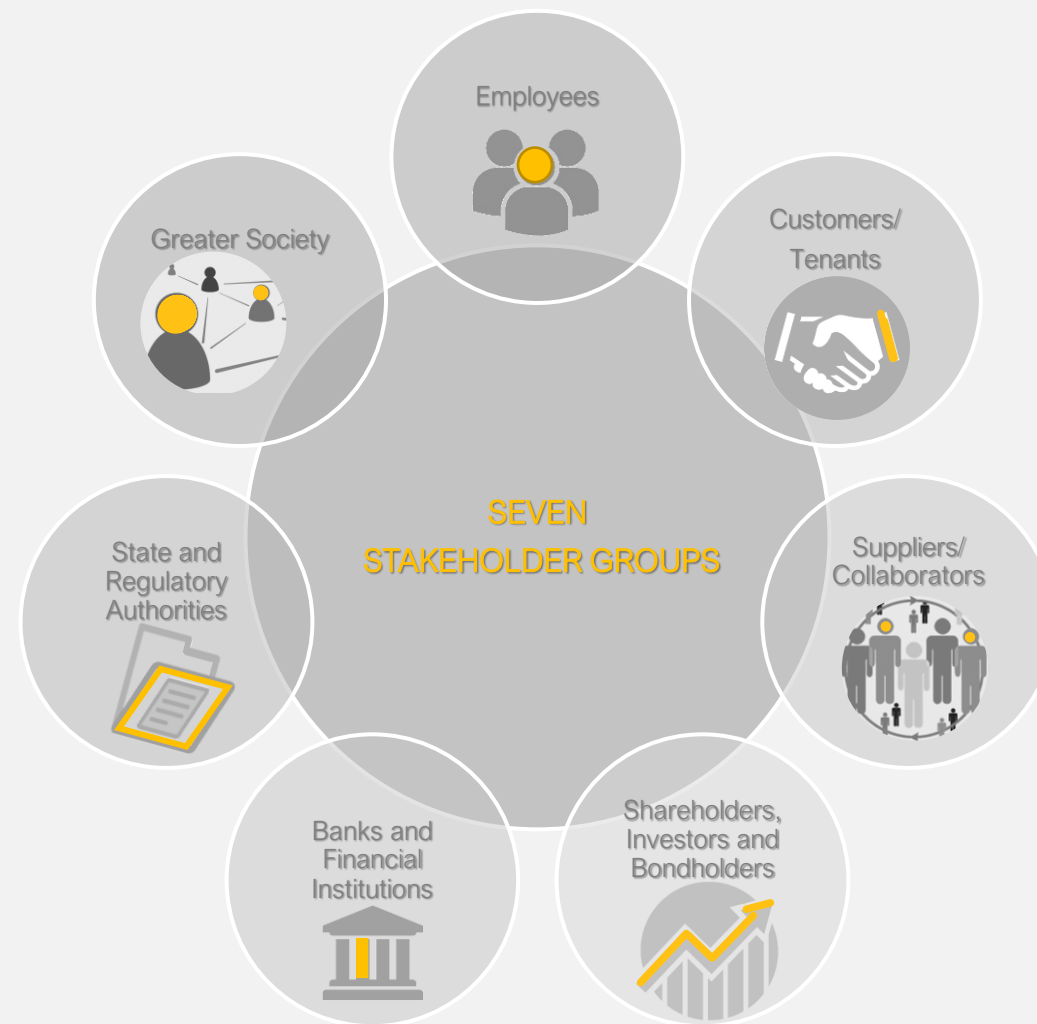 Employees
Customers/
Tenants
Greater Society
SEVEN
STAKEHOLDER GROUPS
Suppliers/
Collaborators
State and
Regulatory
Authorities
Shareholders,
Investors and
Bondholders
Banks and
Financial
Institutions